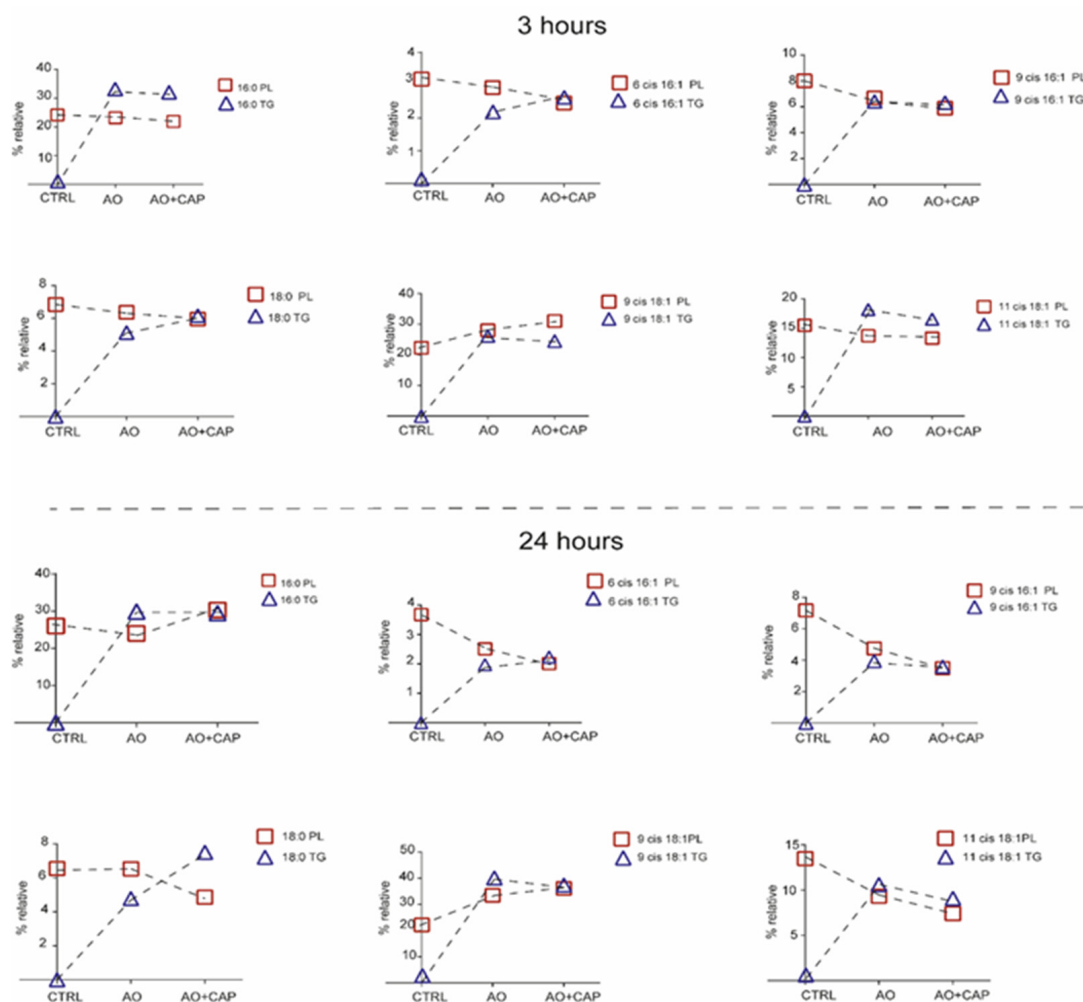 3 hours
40
30
20
10
% relative
CTRL
AO
AO+CAP
16:0 PL
16:0 TG
4
3
2
1
% relative
CTRL
AO
AO+CAP
6 cis 16:1 PL
6 cis 16:1 TG
10
8
6
4
2
% relative
CTRL
AO
AO+CAP
9 cis 16:1 PL
9 cis 16:1 TG
8
6
4
2
% relative
CTRL
AO
AO+CAP
18:0 PL
18:0 TG
40
30
20
10
% relative
CTRL
AO
AO+CAP
9 cis 18:1 PL
9 cis 18:1 TG
20
15
10
5
% relative
CTRL
AO
AO+CAP
11 cis 18:1 PL
11 cis 18:1 TG
24 hours
40
30
20
10
% relative
CTRL
AO
AO+CAP
16:0 PL
16:0 TG
4
3
2
1
% relative
CTRL
AO
AO+CAP
6 cis 16:1 PL
6 cis 16:1 TG
8
6
4
2
% relative
CTRL
AO
AO+CAP
9 cis 16:1 PL
9 cis 16:1 TG
8
6
4
2
% relative
CTRL
AO
AO+CAP
18:0 PL
18:0 TG
50
40
30
20
10
% relative
CTRL
AO
AO+CAP
9 cis 18:1PL
9 cis 18:1 TG
15
10
5
% relative
CTRL
AO
AO+CAP
11 cis 18:1PL
11 cis 18:1 TG